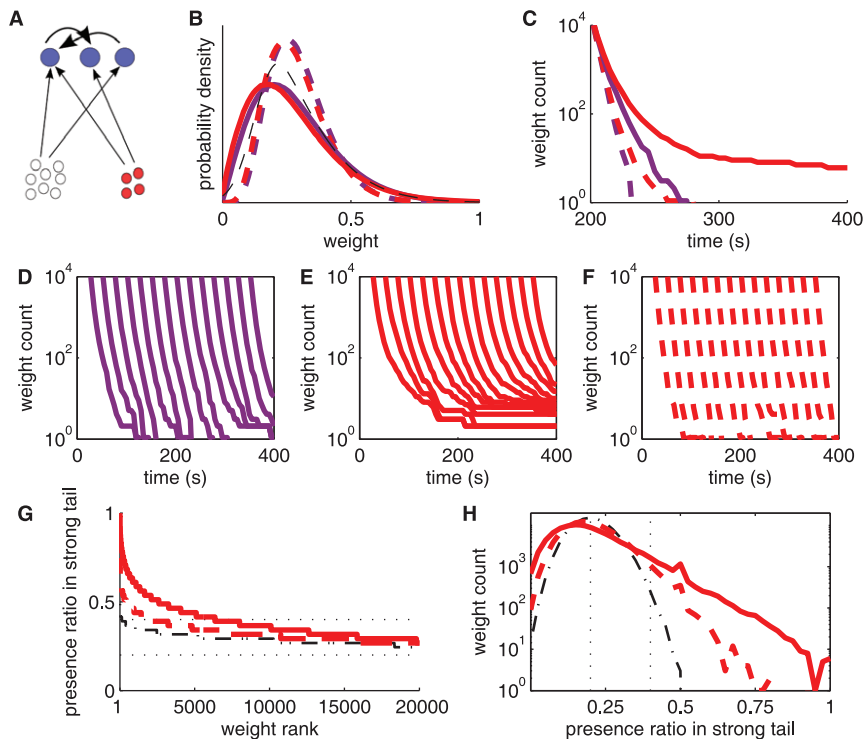 A
B
probability density
0
0.5
1
weight
C
weight count
10^4
10^2
10^0
200
300
400
time (s)
D
weight count
10^4
10^2
10^0
0
200
400
time (s)
E
weight count
10^4
10^2
10^0
0
200
400
time (s)
F
weight count
10^4
10^2
10^0
0
200
400
time (s)
G
presence ratio in strong tail
1
0.5
0
1
5000
10000
15000
20000
weight rank
H
weight count
10^3
10^2
10^1
10^0
0.25
0.5
0.75
1
presence ratio in strong tail